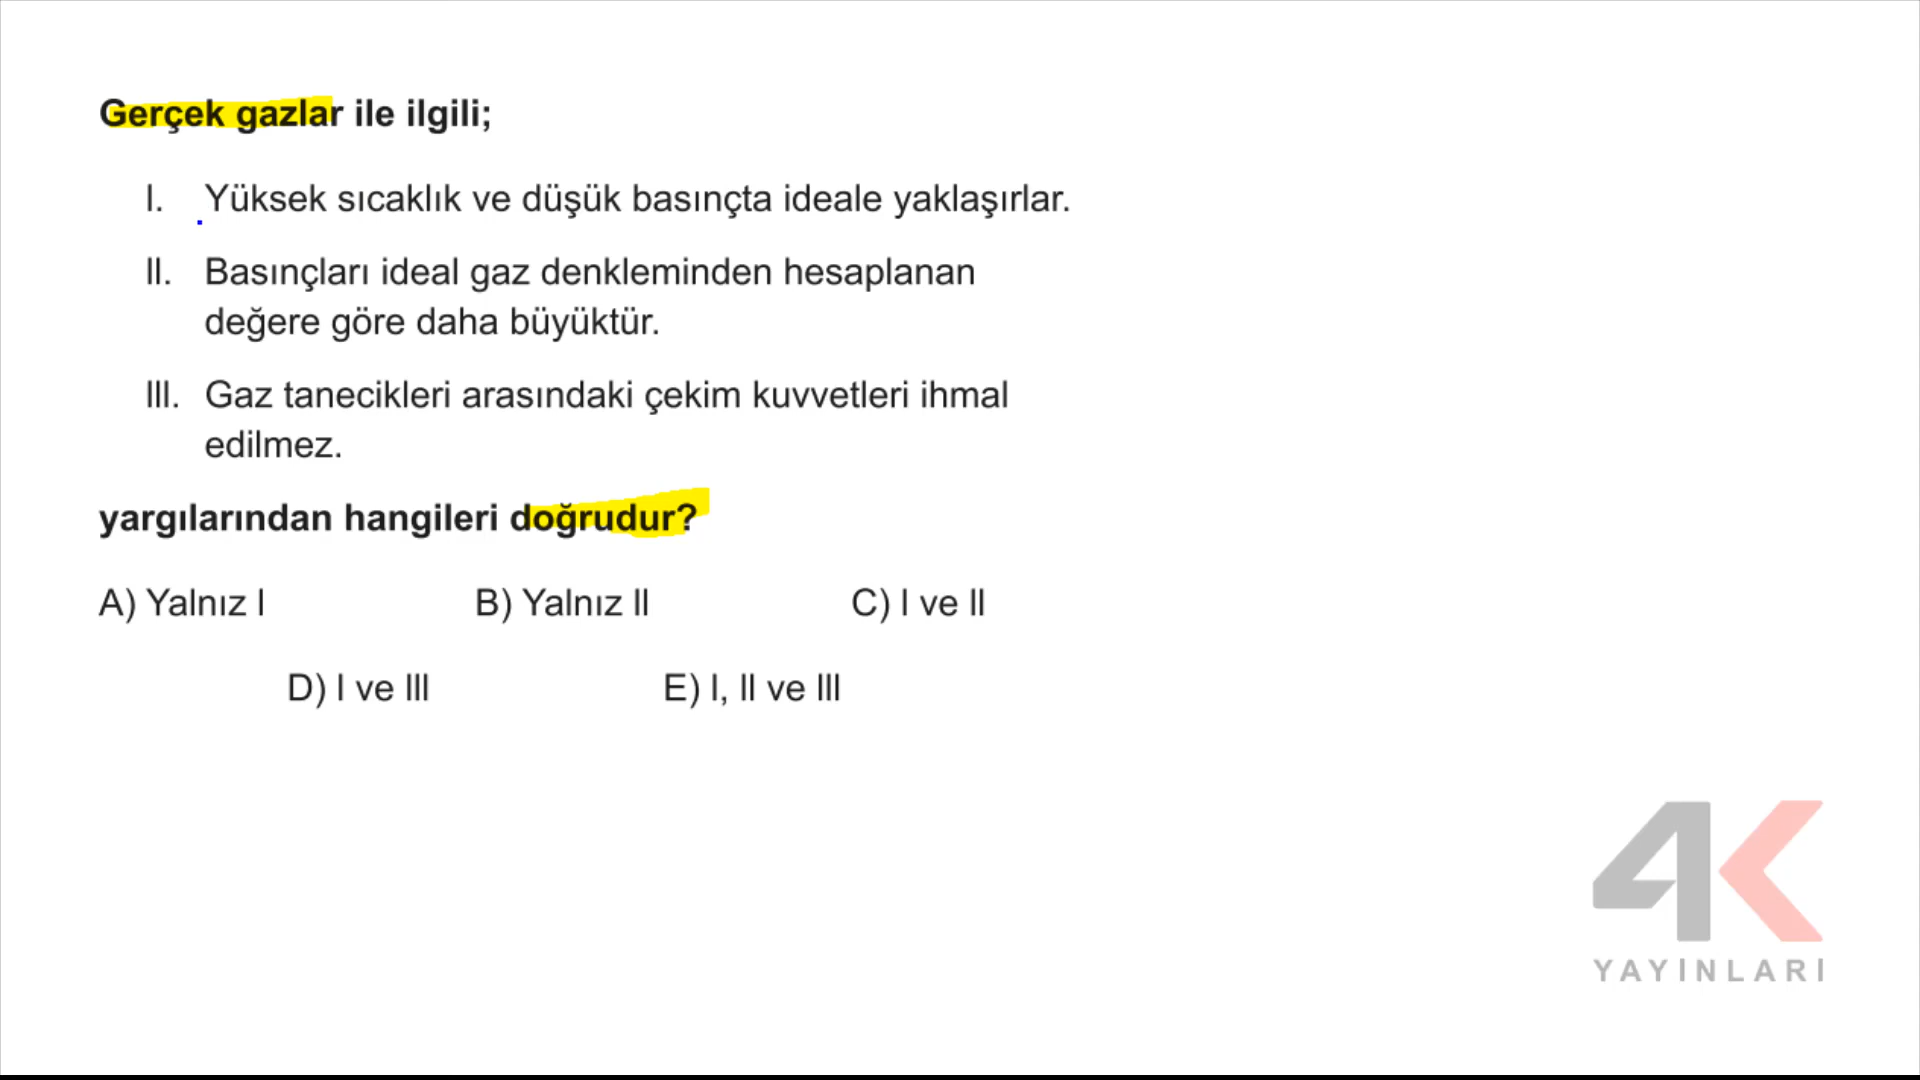 Gerçek gazlar ile ilgili;
I. Yüksek sıcaklık ve düşük basınçta ideale yaklaşırlar.
II. Basınçları ideal gaz denkleminden hesaplanan
değere göre daha büyüktür.
III. Gaz tanecikleri arasındaki çekim kuvvetleri ihmal
edilmez.
yargılarından hangileri doğrudur?
A) Yalnız I B) Yalnız II C) I ve II
D) I ve III E) I, II ve III
4K
YAYINLARI